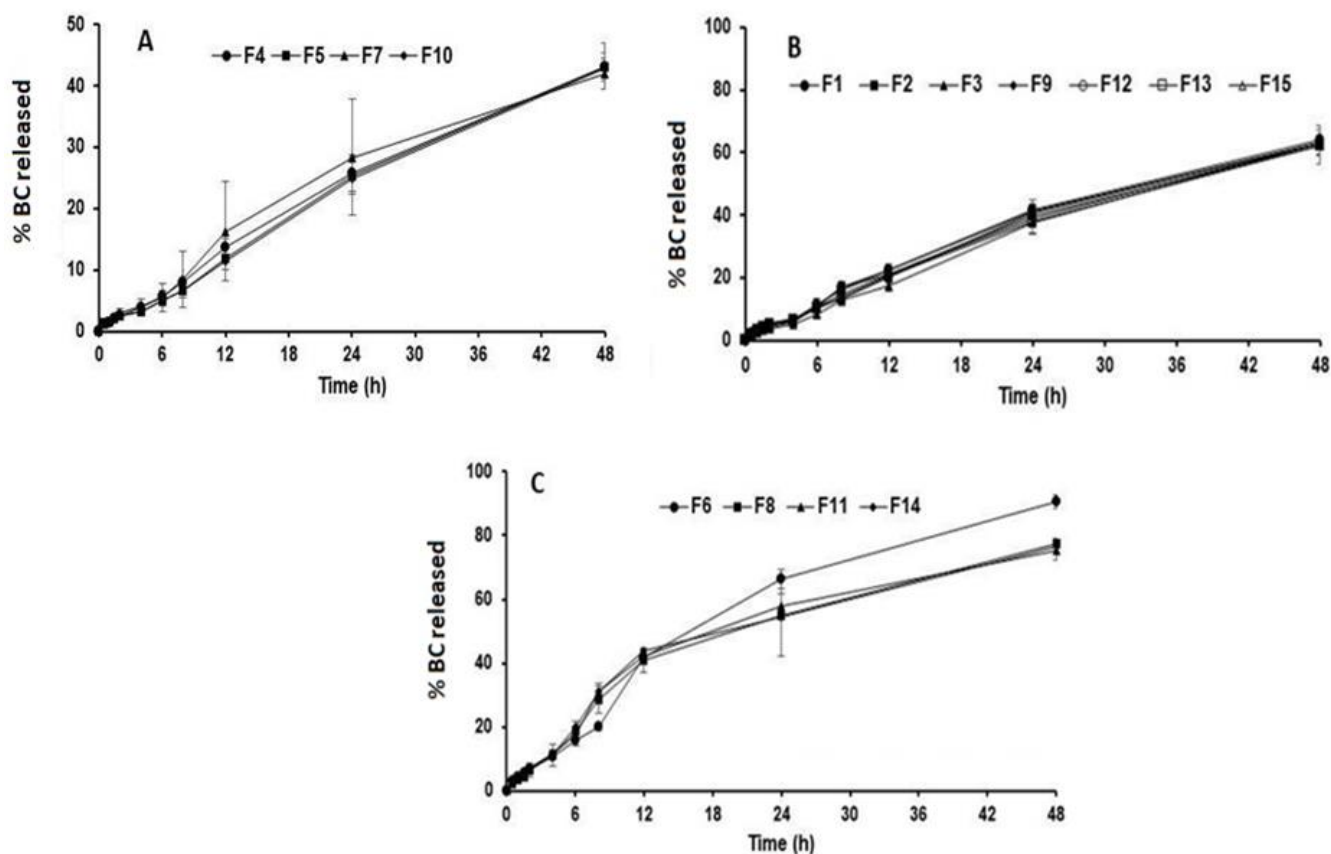 A
F4 F5 F7 F10
% BC released
50
40
30
20
10
0
0 6 12 18 24 30 36 42 48
Time (h)
B
F1 F2 F3 F9 F12 F13 F15
% BC released
100
80
60
40
20
0
0 6 12 18 24 30 36 42 48
Time (h)
C
F6 F8 F11 F14
% BC released
100
80
60
40
20
0
0 6 12 18 24 30 36 42 48
Time (h)